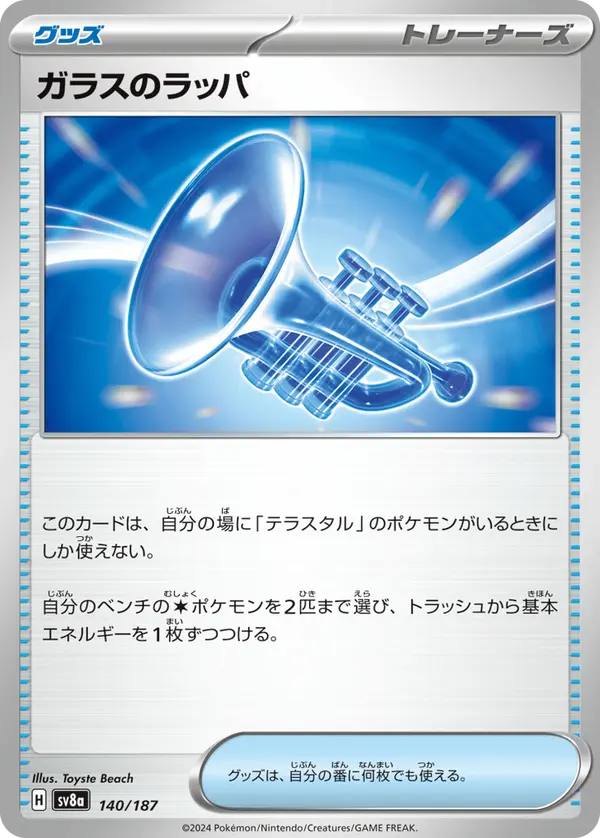 グッズ
トレーナーズ
ガラスのラッパ
このカードは、自分の場に「テラスタル」のポケモンがいるときに
しか使えない。
自分のベンチの ポケモンを2匹まで選び、トラッシュから基本
エネルギーを1枚ずつつける。
Illus. Toyste Beach
グッズは、自分の番に何枚でも使える。
H sv8a 140/187
©2024 Pokémon/Nintendo/Creatures/GAME FREAK.